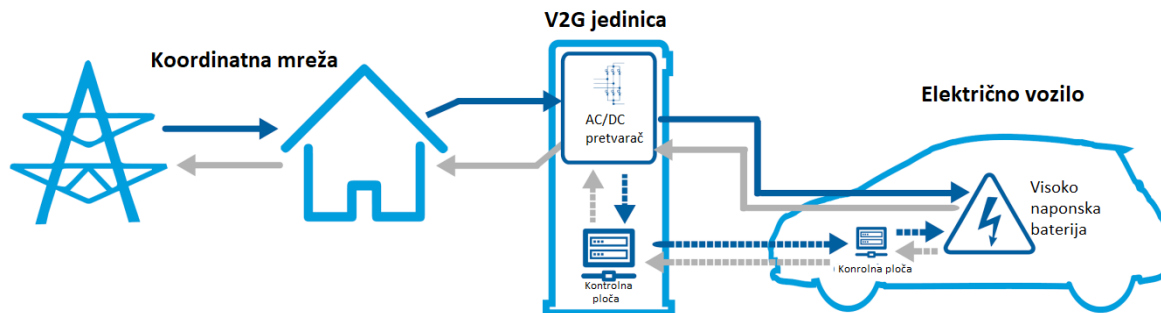 V2G jedinica
Koordinatna mreža
Električno vozilo
AC/DC
pretvarač
Visoko
naponska
baterija
Kontrolna
ploča
Konrolna ploča